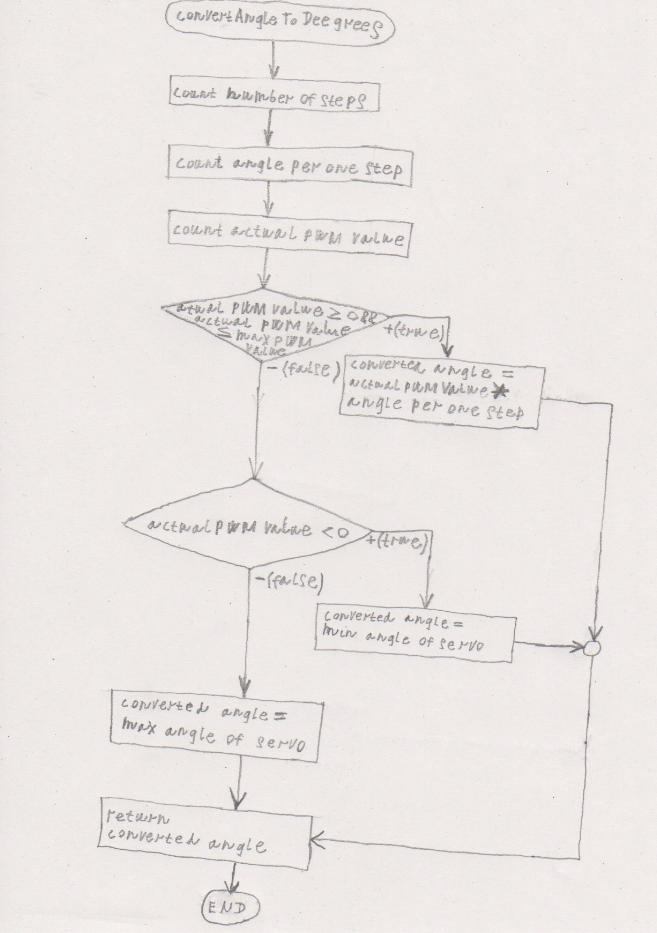 convertAngle To Deegrees
count number of steps
count angle per one step
count actual PWM value
atual PWM value ≥ 0&&
actual PWM value
≤ max PWM
value
+(true)
-(false)
converted angle =
actual PWM value *
angle per one step
actual PWM value <0
+(true)
-(false)
converted angle =
min angle of servo
converted angle =
max angle of servo
return
converted angle
END